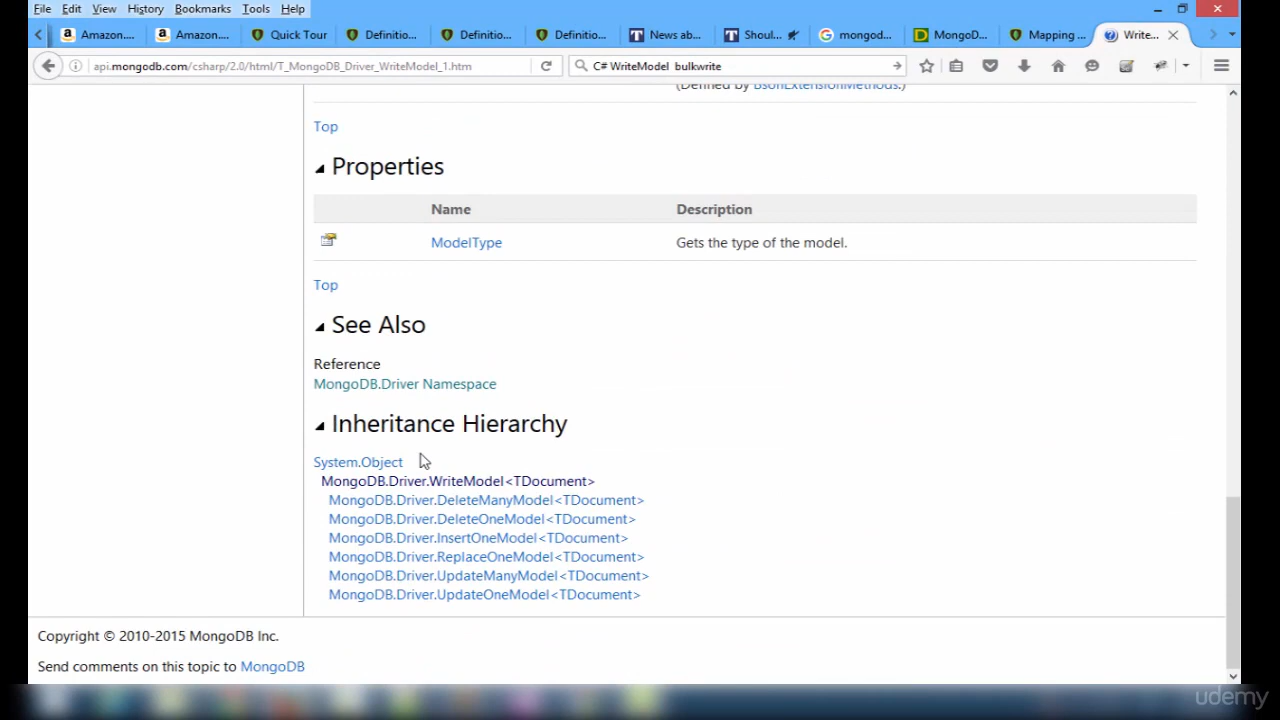 File Edit View History Bookmarks Tools Help
Amazon.... Amazon.... Quick Tour Definitio... Definitio... Definitio... News ab... Shoul... mongod... MongoD... Mapping ... Write...
api.mongodb.com/csharp/2.0/html/T_MongoDB_Driver_WriteModel_1.htm C# WriteModel bulkwrite
(Defined by BsonExtensionMethods.)
Top
Properties
Name Description
ModelType Gets the type of the model.
Top
See Also
Reference
MongoDB.Driver Namespace
Inheritance Hierarchy
System.Object
MongoDB.Driver.WriteModel<TDocument>
MongoDB.Driver.DeleteManyModel<TDocument>
MongoDB.Driver.DeleteOneModel<TDocument>
MongoDB.Driver.InsertOneModel<TDocument>
MongoDB.Driver.ReplaceOneModel<TDocument>
MongoDB.Driver.UpdateManyModel<TDocument>
MongoDB.Driver.UpdateOneModel<TDocument>
Copyright © 2010-2015 MongoDB Inc.
Send comments on this topic to MongoDB
udemy